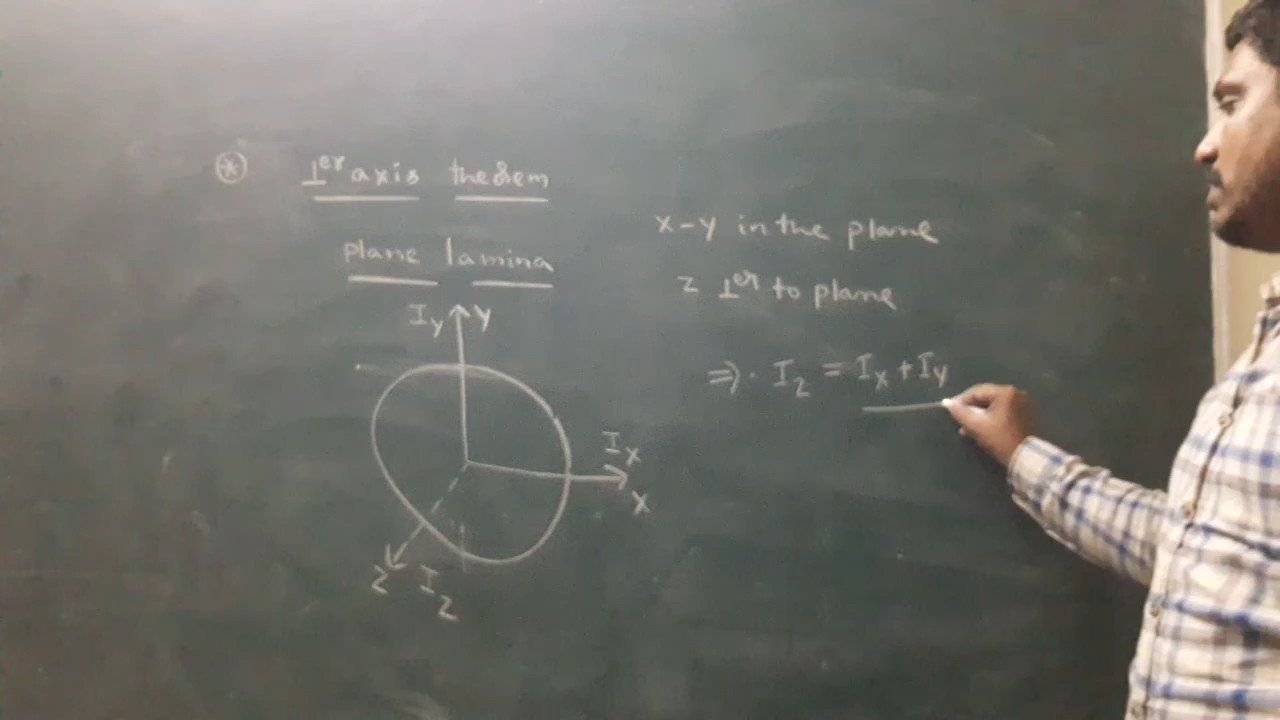 ⊛ ⊥er axis theorem
plane lamina
Iy Y
Ix
X
Z Iz
X-Y in the plane
Z ⊥er to plane
⇒ . Iz = Ix + Iy